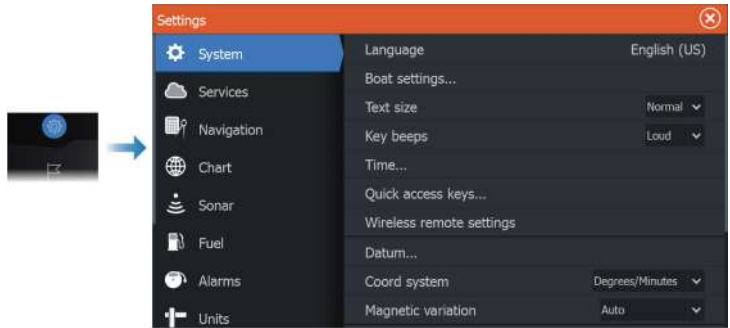 Settings
System
Services
Navigation
Chart
Sonar
Fuel
Alarms
Units
Language English (US)
Boat settings...
Text size Normal
Key beeps Loud
Time...
Quick access keys...
Wireless remote settings
Datum...
Coord system Degrees/Minutes
Magnetic variation Auto